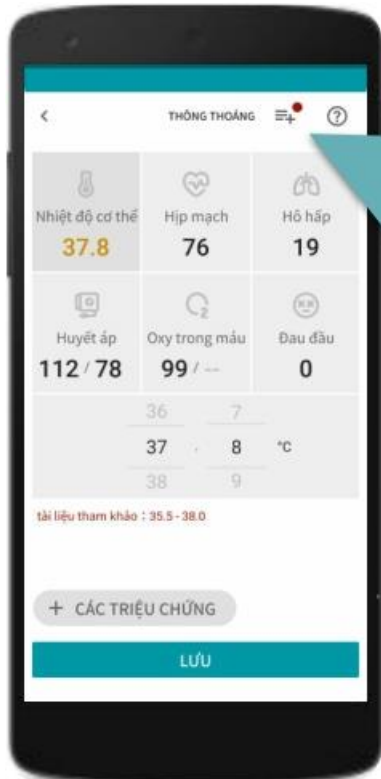 THÔNG THOÁNG
Nhiệt độ cơ thể
37.8
Hịp mạch
76
Hô hấp
19
Huyết áp
112 / 78
Oxy trong máu
99 / --
Đau đầu
0
36 7
37 . 8 °C
38 9
tài liệu tham khảo : 35.5 - 38.0
+ CÁC TRIỆU CHỨNG
LƯU